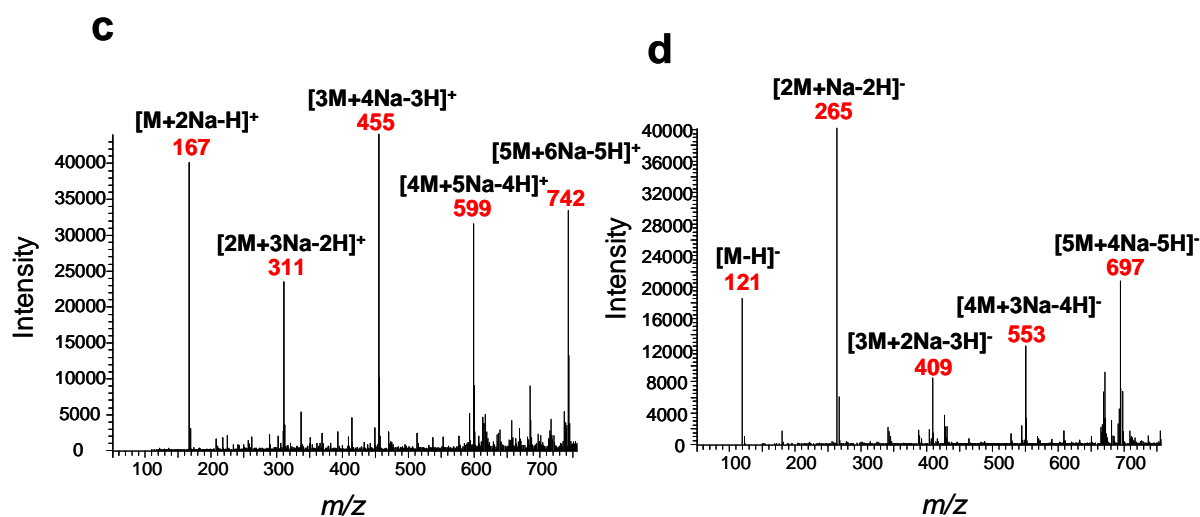 c
[M+2Na-H]⁺
167
[2M+3Na-2H]⁺
311
[3M+4Na-3H]⁺
455
[4M+5Na-4H]⁺
599
[5M+6Na-5H]⁺
742
Intensity
40000
35000
30000
25000
20000
15000
10000
5000
0
100 200 300 400 500 600 700
m/z
d
[M-H]⁻
121
[2M+Na-2H]⁻
265
[3M+2Na-3H]⁻
409
[4M+3Na-4H]⁻
553
[5M+4Na-5H]⁻
697
Intensity
40000
36000
32000
28000
24000
20000
16000
12000
8000
4000
0
100 200 300 400 500 600 700
m/z